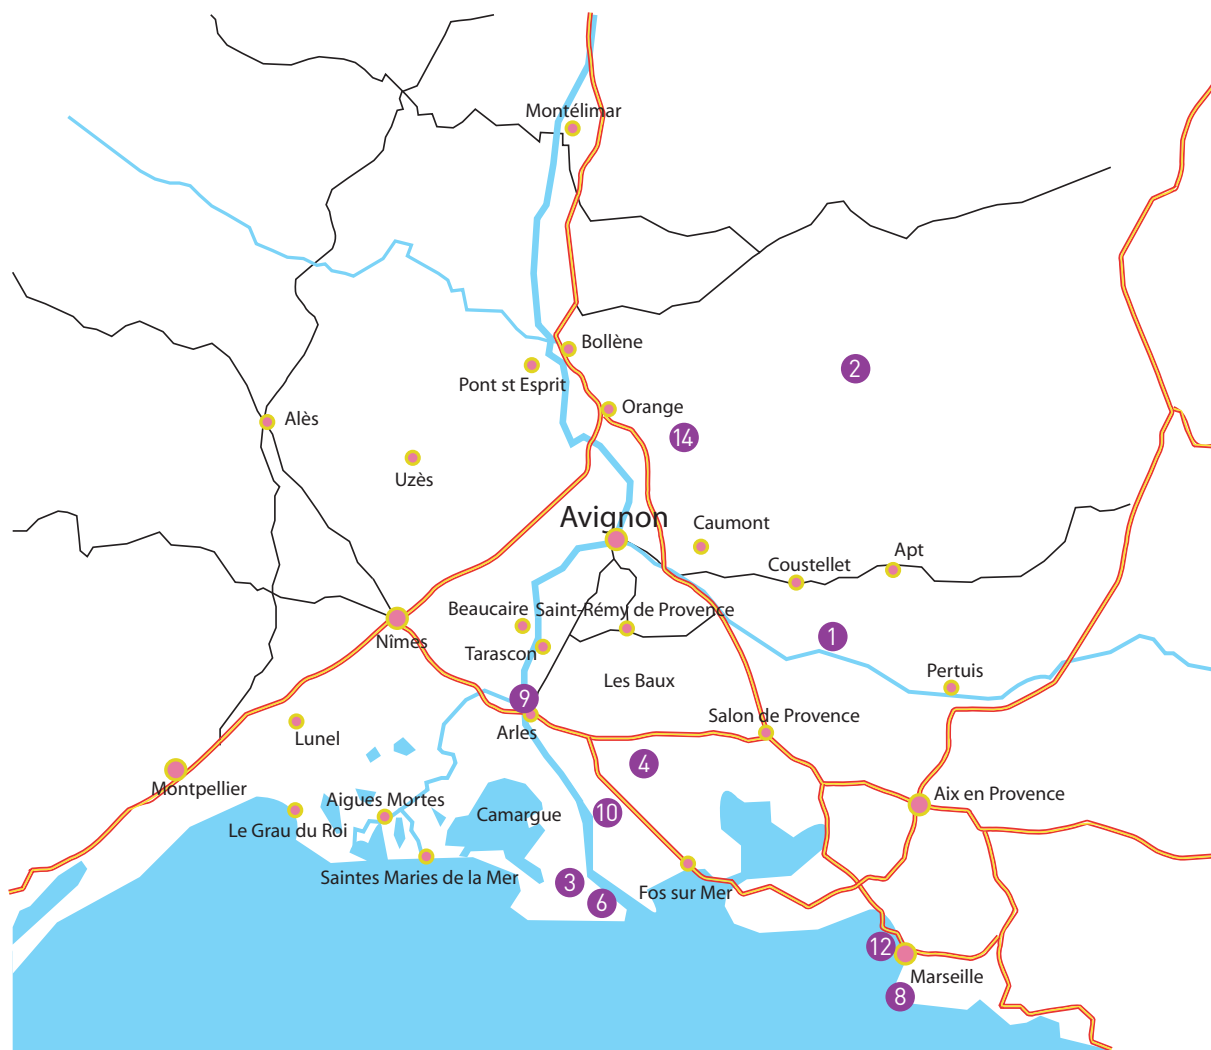 Montélimar
Bollène
2
Pont st Esprit
Orange
Alès
14
Uzès
Avignon
Caumont
Apt
Coustellet
Beaucaire
Saint-Rémy de Provence
Nîmes
1
Tarascon
Pertuis
Les Baux
9
Salon de Provence
Arles
Lunel
4
Montpellier
Aix en Provence
Aigues Mortes
10
Camargue
Le Grau du Roi
Saintes Maries de la Mer
3
Fos sur Mer
6
12
Marseille
8